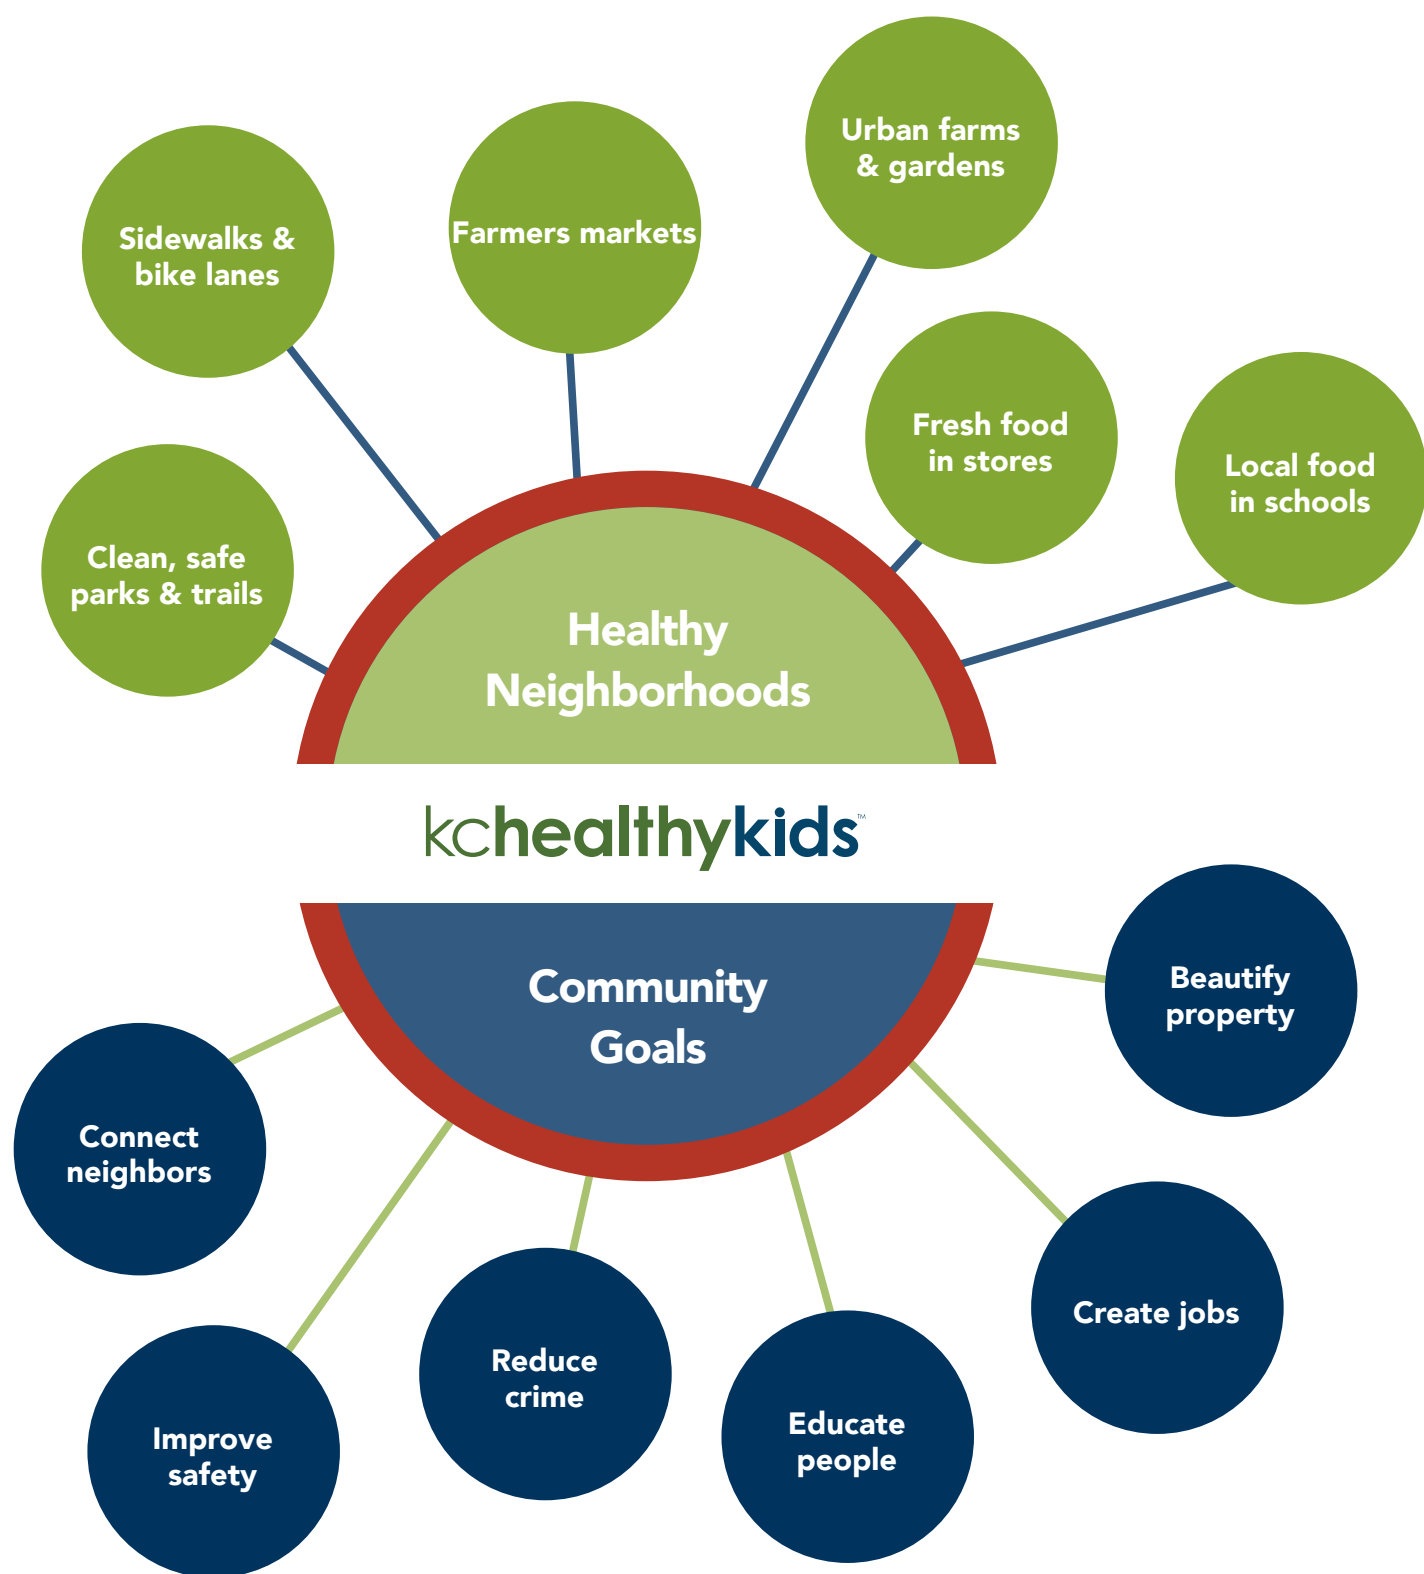 Urban farms
& gardens
Sidewalks &
bike lanes
Farmers markets
Fresh food
in stores
Local food
in schools
Clean, safe
parks & trails
Healthy
Neighborhoods
kchealthykids™
Community
Goals
Beautify
property
Connect
neighbors
Create jobs
Reduce
crime
Educate
people
Improve
safety